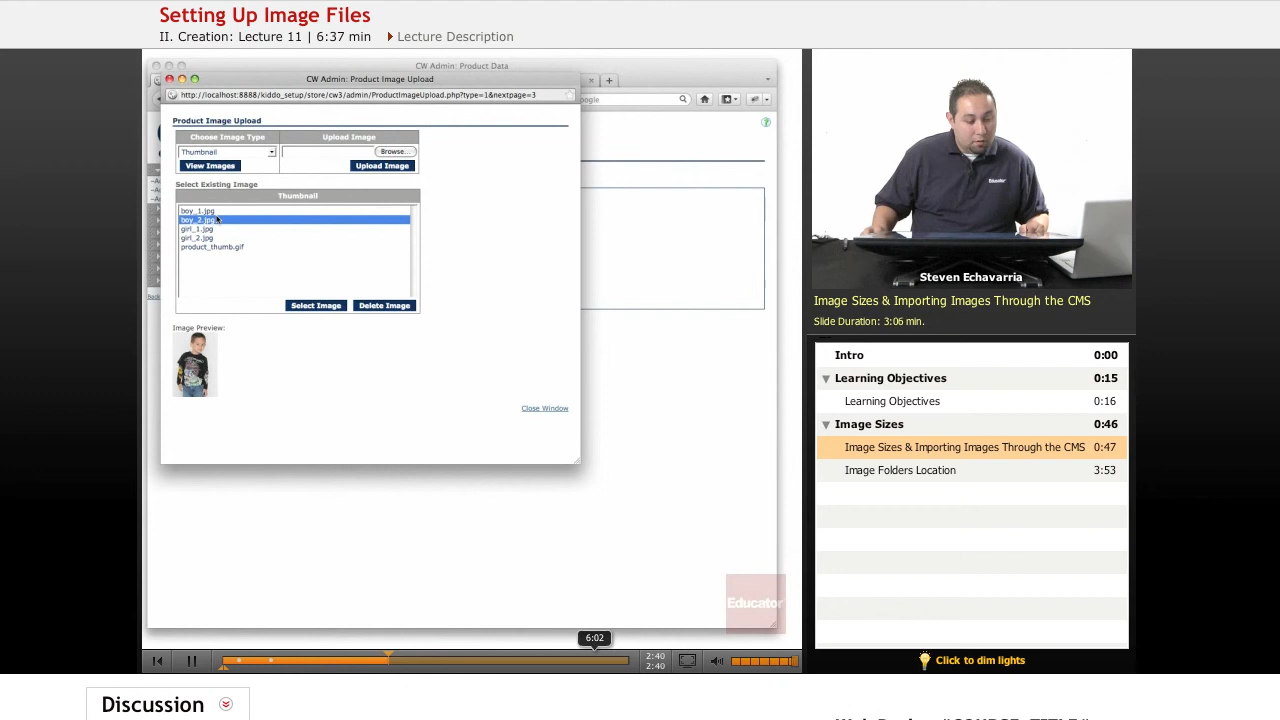 Setting Up Image Files
II. Creation: Lecture 11 | 6:37 min
Lecture Description
CW Admin: Product Data
CW Admin: Product Image Upload
http://localhost:8888/kiddo_setup/store/cw3/admin/ProductImageUpload.php?type=1&nextpage=3
oogle
Product Image Upload
Choose Image Type
Upload Image
Thumbnail
Browse...
View Images
Upload Image
Select Existing Image
Thumbnail
boy_1.jpg
boy_2.jpg
girl_1.jpg
girl_2.jpg
product_thumb.gif
Select Image
Delete Image
Image Preview:
Close Window
Educator
Educator
Steven Echavarria
Image Sizes & Importing Images Through the CMS
Slide Duration: 3:06 min.
Intro 0:00
Learning Objectives 0:15
Learning Objectives 0:16
Image Sizes 0:46
Image Sizes & Importing Images Through the CMS 0:47
Image Folders Location 3:53
6:02
2:40
2:40
Click to dim lights
Discussion